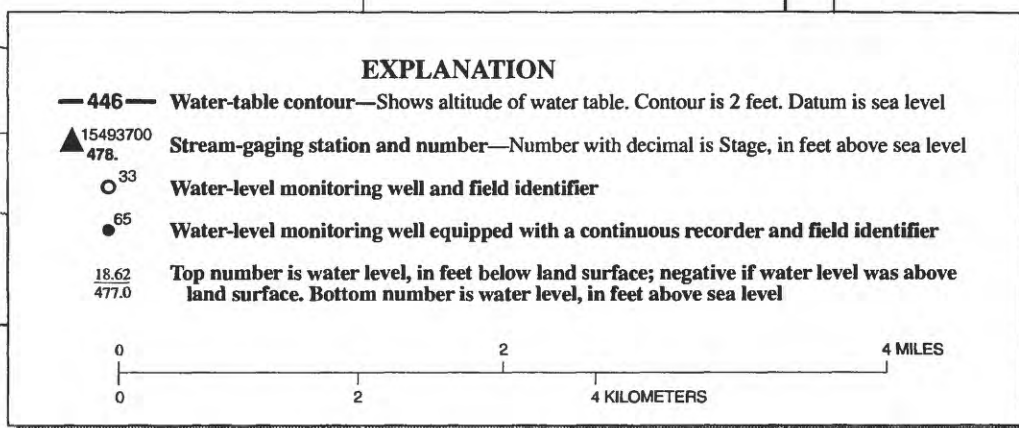 EXPLANATION
—446— Water-table contour—Shows altitude of water table. Contour is 2 feet. Datum is sea level
15493700
478. Stream-gaging station and number—Number with decimal is Stage, in feet above sea level
33 Water-level monitoring well and field identifier
65 Water-level monitoring well equipped with a continuous recorder and field identifier
18.62 Top number is water level, in feet below land surface; negative if water level was above
477.0 land surface. Bottom number is water level, in feet above sea level
0 2 4 MILES
0 2 4 KILOMETERS